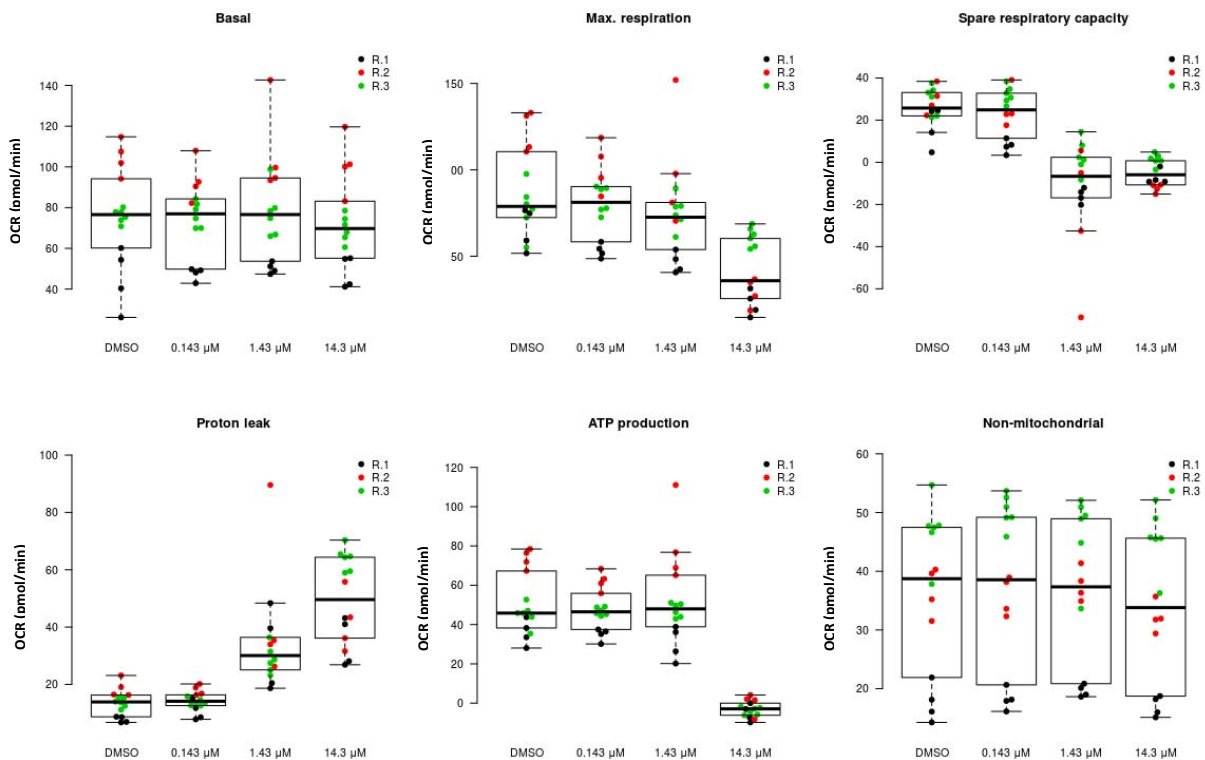 Basal
R.1
R.2
R.3
140
120
100
80
60
40
OCR (pmol/min)
DMSO 0.143 µM 1.43 µM 14.3 µM
Max. respiration
R.1
R.2
R.3
150
00
50
OCR (pmol/min)
DMSO 0.143 µM 1.43 µM 14.3 µM
Spare respiratory capacity
R.1
R.2
R.3
40
20
0
-20
-40
-60
OCR (pmol/min)
DMSO 0.143 µM 1.43 µM 14.3 µM
Proton leak
R.1
R.2
R.3
100
80
60
40
20
OCR (pmol/min)
DMSO 0.143 µM 1.43 µM 14.3 µM
ATP production
R.1
R.2
R.3
120
100
80
60
40
20
0
OCR (pmol/min)
DMSO 0.143 µM 1.43 µM 14.3 µM
Non-mitochondrial
R.1
R.2
R.3
60
50
40
30
20
OCR (pmol/min)
DMSO 0.143 µM 1.43 µM 14.3 µM